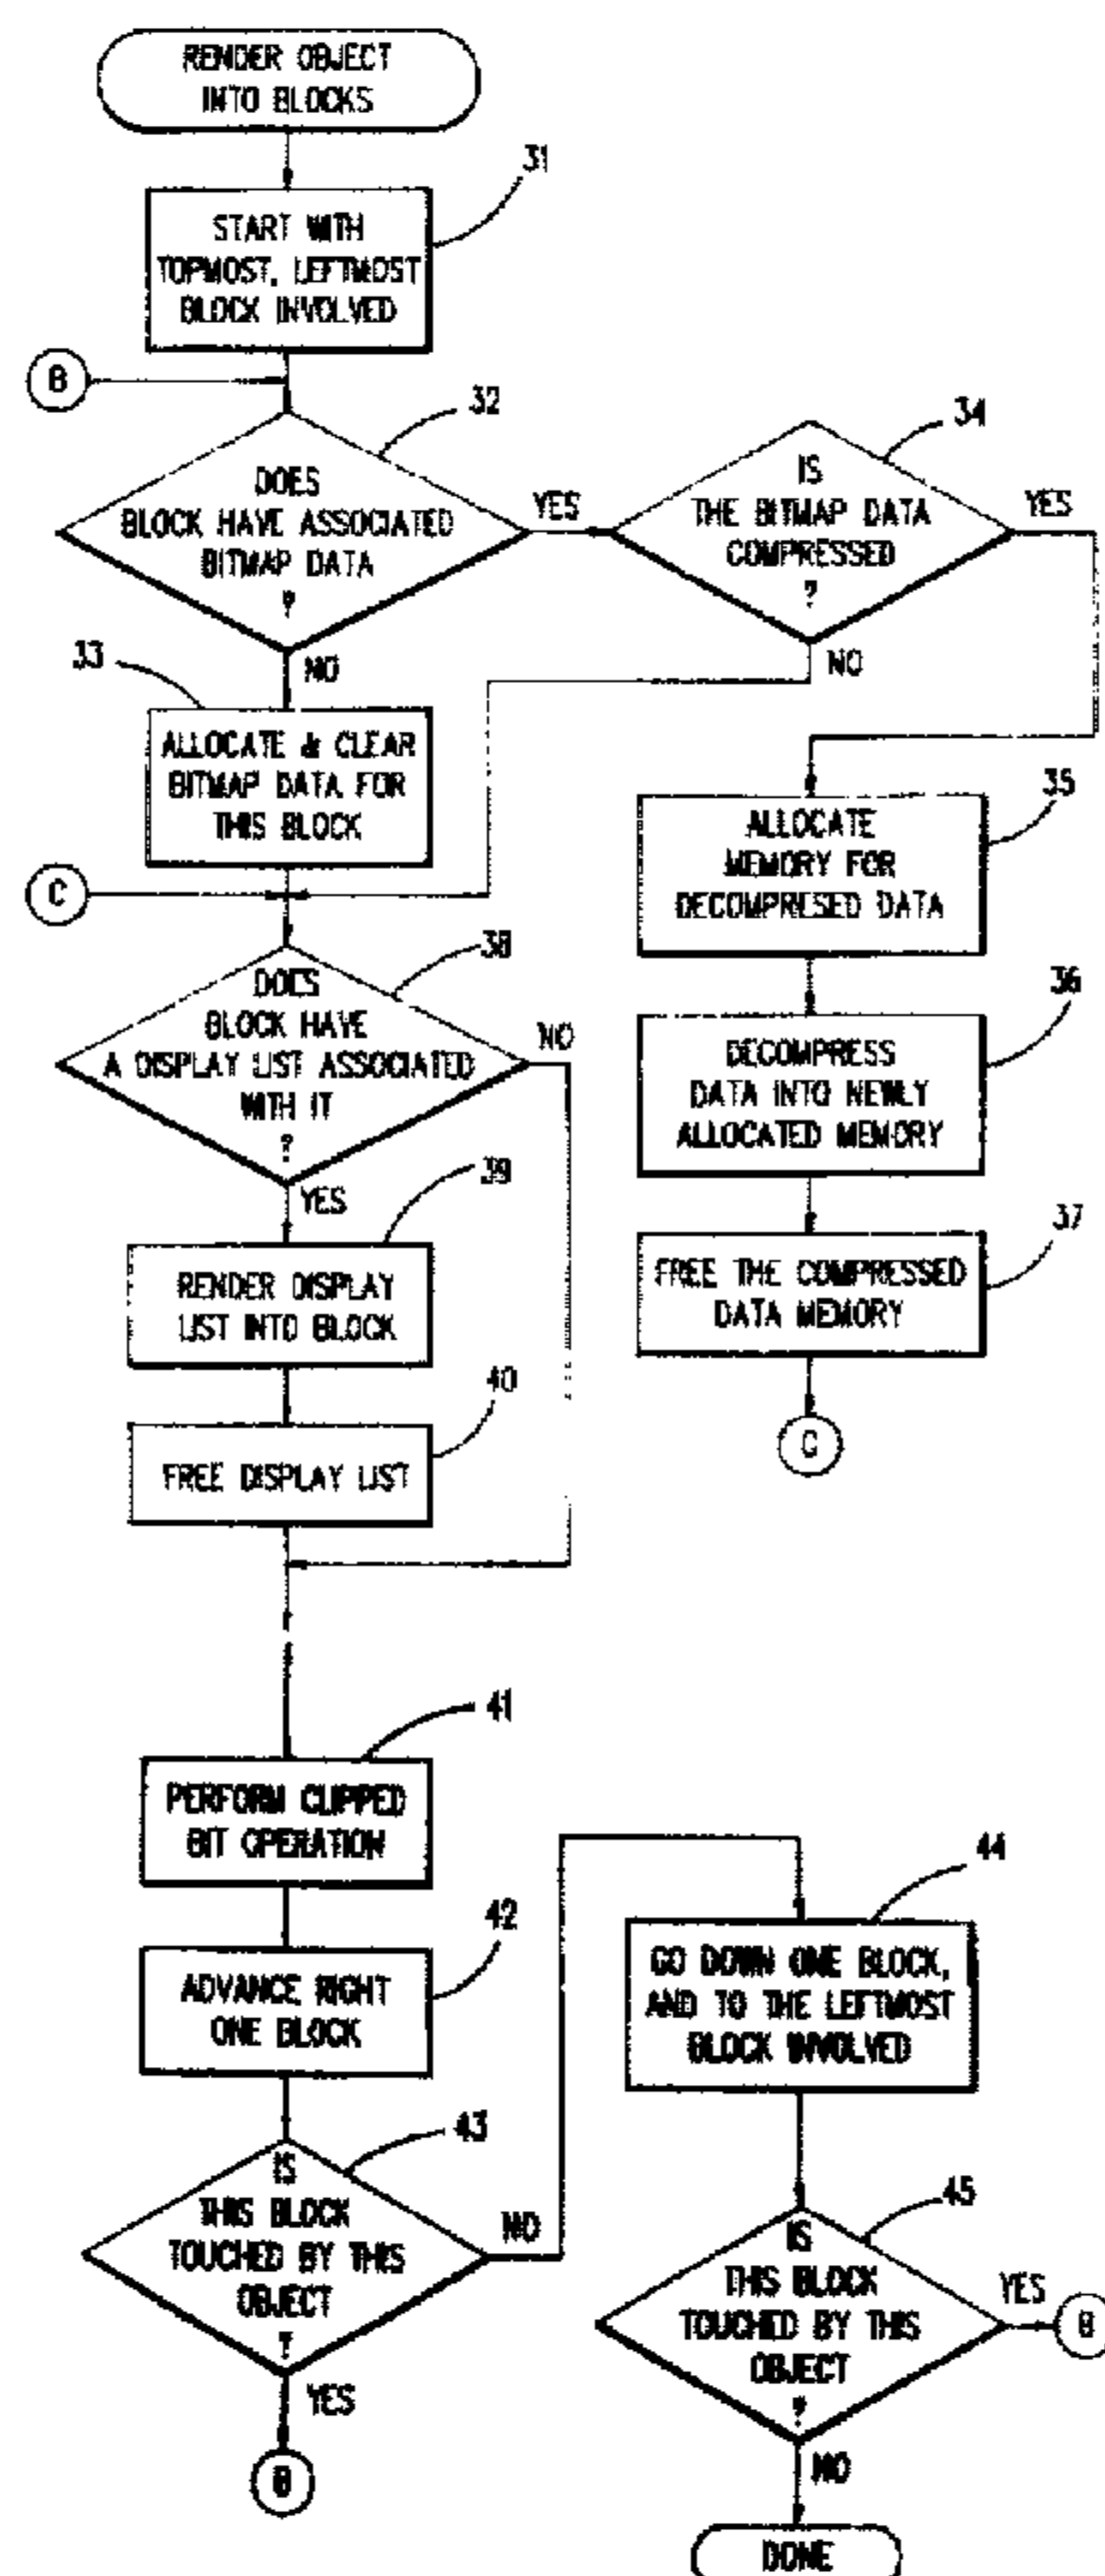 RENDER OBJECT
INTO BLOCKS
31
START WITH
TOPMOST, LEFTMOST
BLOCK INVOLVED
B
32
DOES
BLOCK HAVE ASSOCIATED
BITMAP DATA
?
YES
NO
34
IS
THE BITMAP DATA
COMPRESSED
?
YES
NO
33
ALLOCATE & CLEAR
BITMAP DATA FOR
THIS BLOCK
35
ALLOCATE
MEMORY FOR
DECOMPRESED DATA
C
38
DOES
BLOCK HAVE
A DISPLAY LIST ASSOCIATED
WITH IT
?
NO
YES
36
DECOMPRESS
DATA INTO NEWLY
ALLOCATED MEMORY
39
RENDER DISPLAY
LIST INTO BLOCK
37
FREE THE COMPRESSED
DATA MEMORY
C
40
FREE DISPLAY LIST
41
PERFORM CLIPPED
BIT OPERATION
42
ADVANCE RIGHT
ONE BLOCK
43
IS
THIS BLOCK
TOUCHED BY THIS
OBJECT
?
NO
YES
B
44
GO DOWN ONE BLOCK,
AND TO THE LEFTMOST
BLOCK INVOLVED
45
IS
THIS BLOCK
TOUCHED BY THIS
OBJECT
?
YES
B
NO
DONE